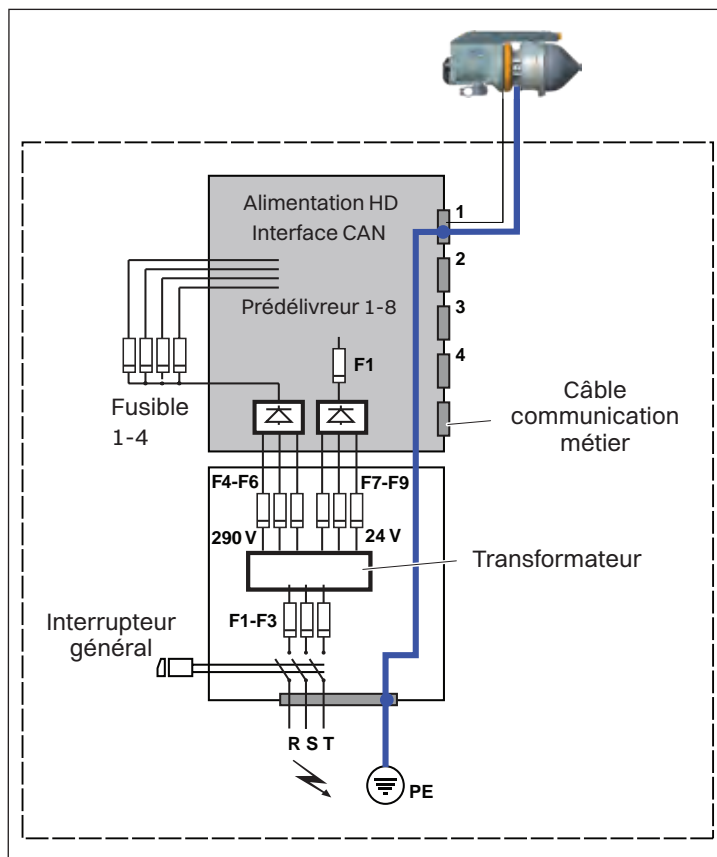 Alimentation HD
Interface CAN
1
2
Prédélivreur 1-8
3
F1
4
Fusible
1-4
Câble
communication
métier
F4-F6
F7-F9
290 V
24 V
Transformateur
F1-F3
Interrupteur
général
R S T
PE